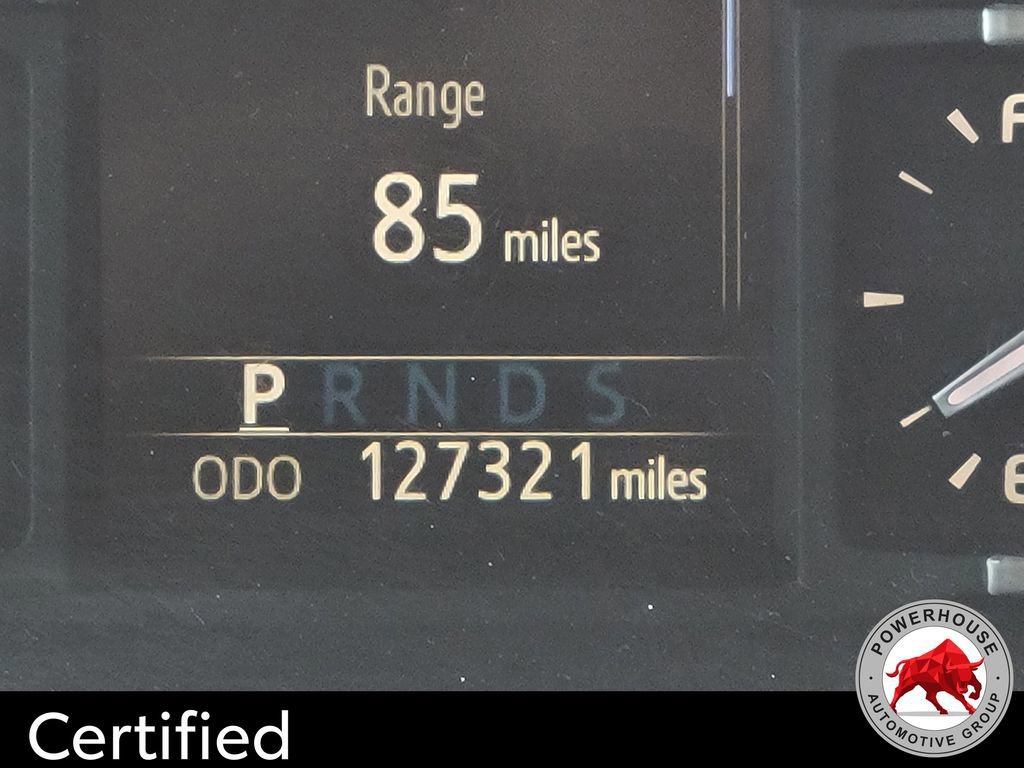 Range
85 miles
P R N D S
ODO 127321 miles
F
E
POWERHOUSE
AUTOMOTIVE GROUP
Certified